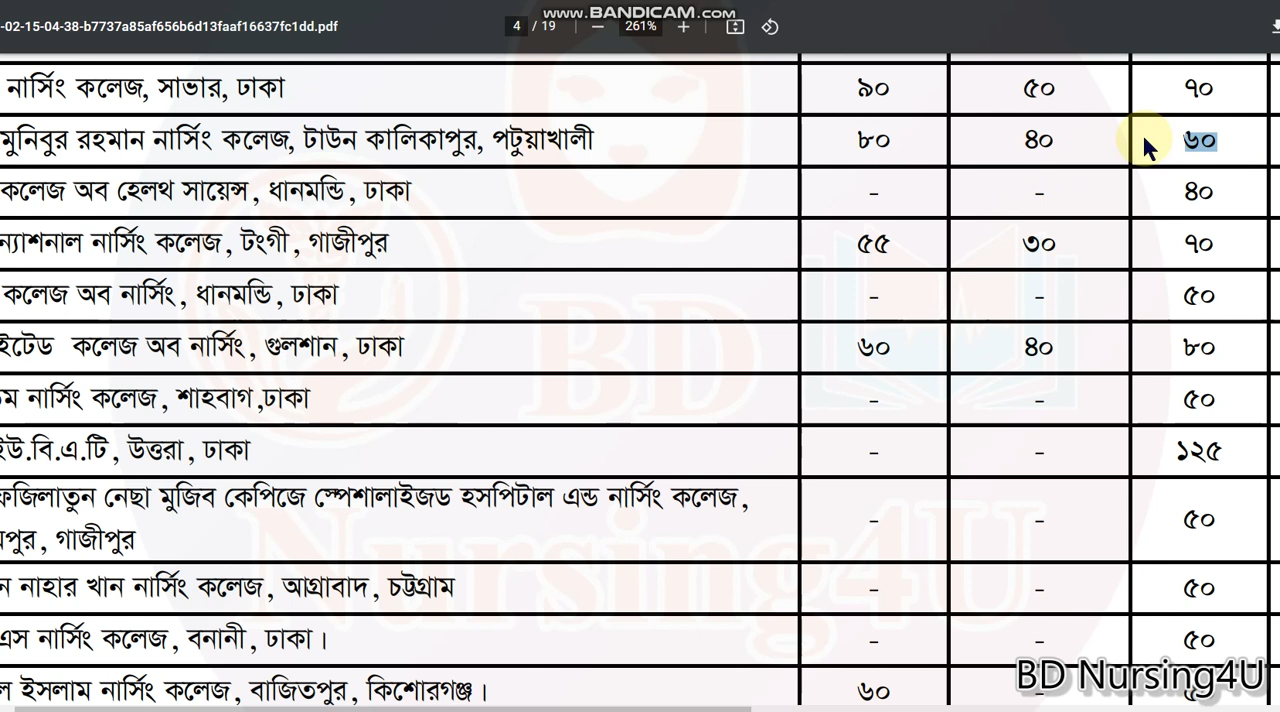 www.BANDICAM.com
-02-15-04-38-b7737a85af656b6d13faaf16637fc1dd.pdf 4 / 19 261%
নার্সিং কলেজ, সাভার, ঢাকা ৯০ ৫০ ৭০
মুনিবুর রহমান নার্সিং কলেজ, টাউন কালিকাপুর, পটুয়াখালী ৮০ ৪০ ৬০
কলেজ অব হেলথ সায়েন্স, ধানমন্ডি, ঢাকা - - ৪০
ন্যাশনাল নার্সিং কলেজ, টংগী, গাজীপুর ৫৫ ৩০ ৭০
কলেজ অব নার্সিং, ধানমন্ডি, ঢাকা - - ৫০
ইটেড কলেজ অব নার্সিং, গুলশান, ঢাকা ৬০ ৪০ ৮০
নার্সিং কলেজ, শাহবাগ,ঢাকা - - ৫০
ইউ.বি.এ.টি, উত্তরা, ঢাকা - - ১২৫
ফজিলাতুন নেছা মুজিব কেপিজে স্পেশালাইজড হসপিটাল এন্ড নার্সিং কলেজ,
পুর, গাজীপুর - - ৫০
ন নাহার খান নার্সিং কলেজ, আগ্রাবাদ, চট্টগ্রাম - - ৫০
এস নার্সিং কলেজ, বনানী, ঢাকা। - - ৫০
ল ইসলাম নার্সিং কলেজ, বাজিতপুর, কিশোরগঞ্জ। ৬০ -
BD Nursing4U
BD
Nursing4U